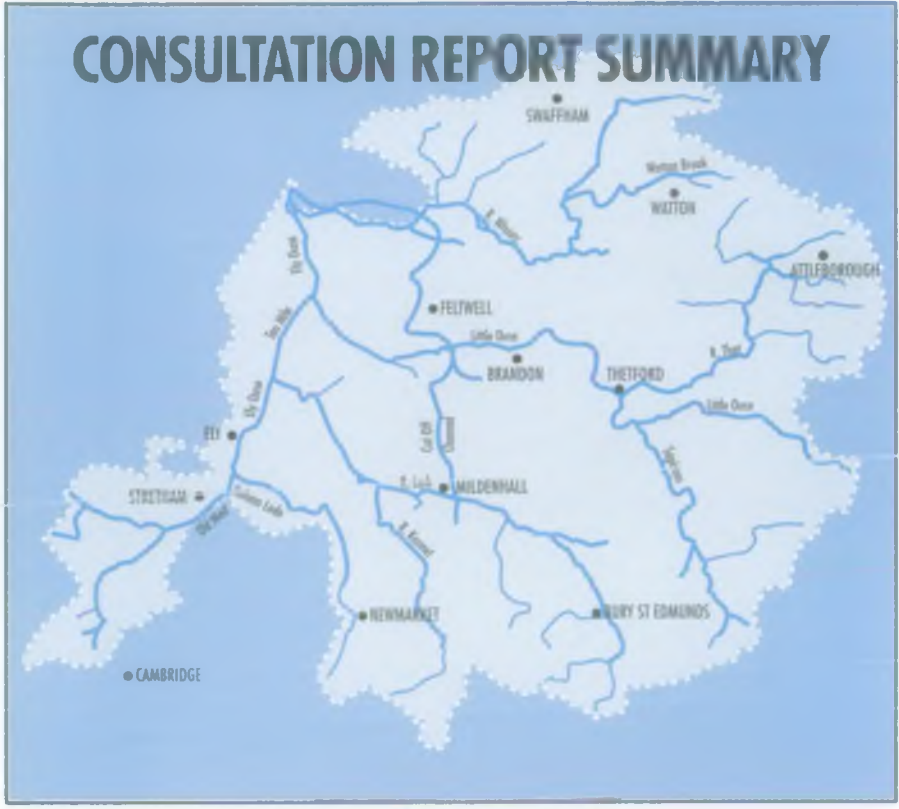 CONSULTATION REPORT SUMMARY
SWAFFHAM
Watton Brook
WATTON
R. Wissey
Ely Ouse
ATTLEBOROUGH
FELTWELL
Ten Mile
Little Ouse
R. Thet
BRANDON
THETFORD
Ely Ouse
Little Ouse
ELY
Cut Off
Channel
Sapiston
R. Lark
MILDENHALL
STRETHAM
Soham Lode
Old West
R. Kennett
NEWMARKET
BURY ST EDMUNDS
CAMBRIDGE